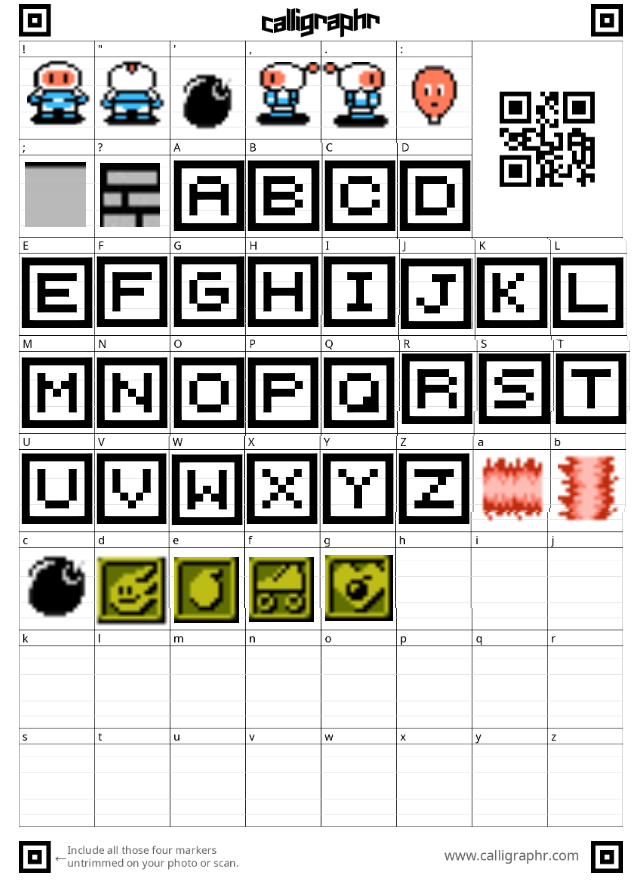 calligraphr
! " ' , . :
; ? A B C D
A B C D
E F G H I J K L
E F G H I J K L
M N O P Q R S T
M N O P Q R S T
U V W X Y Z a b
U V W X Y Z
c d e f g h i j
k l m n o p q r
s t u v w x y z
Include all those four markers
untrimmed on your photo or scan.
www.calligraphr.com